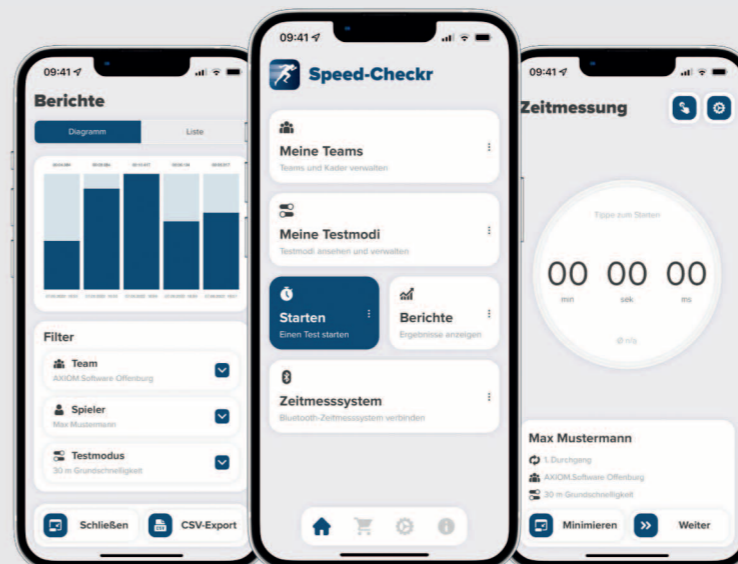 09:41
Berichte
Diagramm
Liste
Filter
Team
AXIOM.Software Offenburg
Spieler
Max Mustermann
Testmodus
30 m Grundschnelligkeit
Schließen
CSV-Export
09:41
Speed-Checkr
Meine Teams
Teams und Kader verwalten
Meine Testmodi
Testmodi ansehen und verwalten
Starten
Einen Test starten
Berichte
Ergebnisse anzeigen
Zeitmesssystem
Bluetooth-Zeitmesssystem verbinden
09:41
Zeitmessung
Tippe zum Starten
00 00 00
min sek ms
Ø n/a
Max Mustermann
1. Durchgang
AXIOM.Software Offenburg
30 m Grundschnelligkeit
Minimieren
Weiter